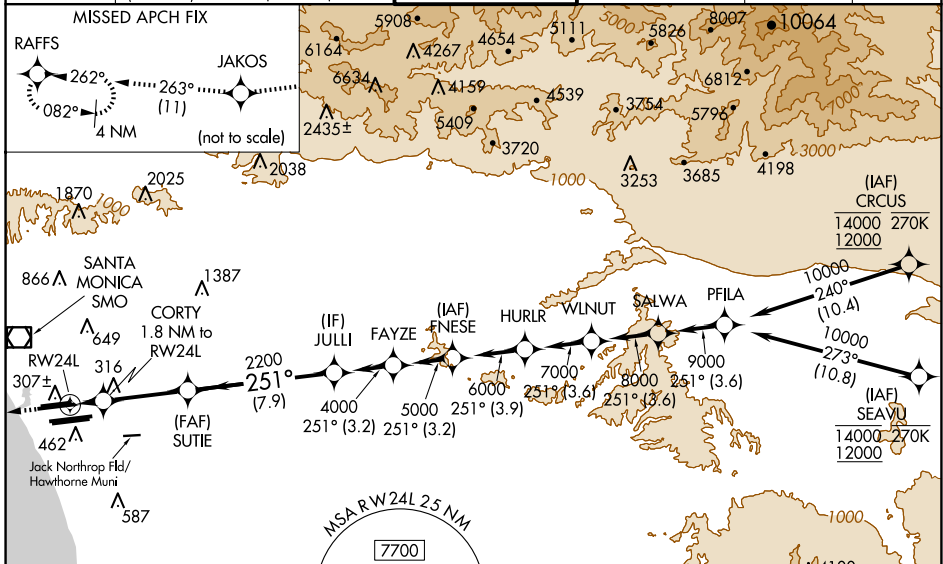 MISSED APCH FIX
RAFFS
JAKOS
262°
263°
(11)
082°
4 NM
(not to scale)
5908
6164
4267
4654
5111
5826
8007
10064
6634
4159
4539
3754
6812
5796
7000
2435±
5409
3720
2038
1000
3253
3685
4198
3000
1870
1000
2025
(IAF)
CRCUS
14000 270K
12000
866
SANTA
MONICA
SMO
1387
649
CORTY
1.8 NM to
RW24L
RW24L
316
307±
462
Jack Northrop Fld/
Hawthorne Muni
587
(FAF)
SUTIE
2200
251°
(7.9)
(IF)
JULLI
4000
251° (3.2)
FAYZE
5000
251° (3.2)
(IAF)
FNESE
6000
251° (3.9)
HURLR
7000
251° (3.6)
WLNUT
8000
251° (3.6)
SALWA
9000
251° (3.6)
PFILA
10000
240°
(10.4)
10000
273°
(10.8)
(IAF)
SEAVU
14000 270K
12000
MSA RW24L 25 NM
7700
1000